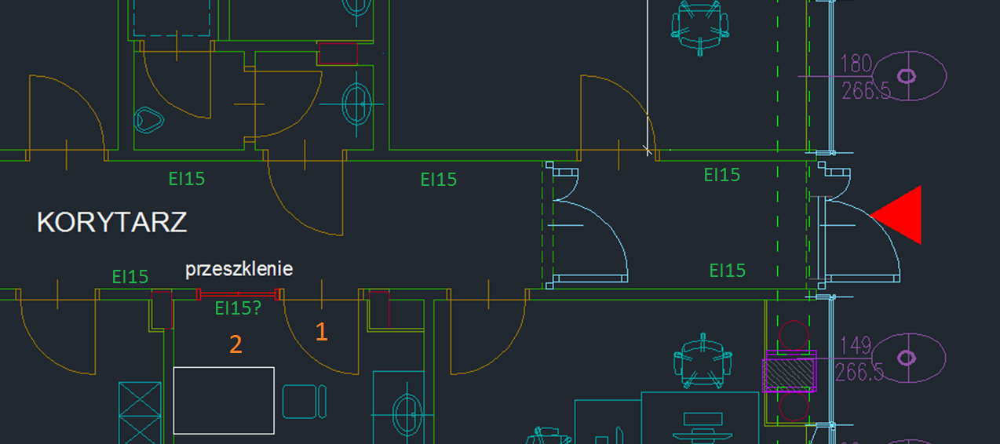 180
266.5
EI15
EI15
EI15
KORYTARZ
przeszklenie
EI15
EI15
EI15?
1
2
149
266.5